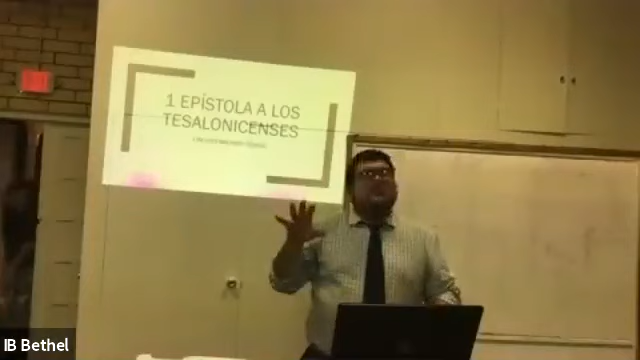 1 EPÍSTOLA A LOS
TESALONICENSES
IB Bethel